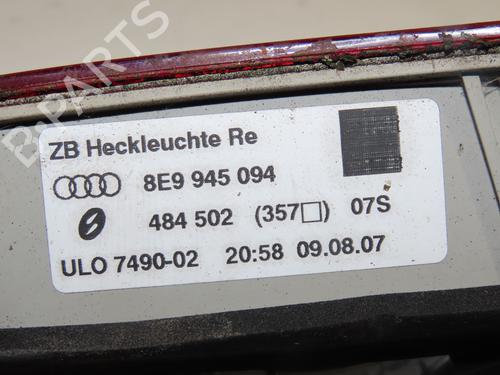 B-PARTS
ZB Heckleuchte Re
8E9 945 094
484 502 (357□) 07S
ULO 7490-02 20:58 09.08.07